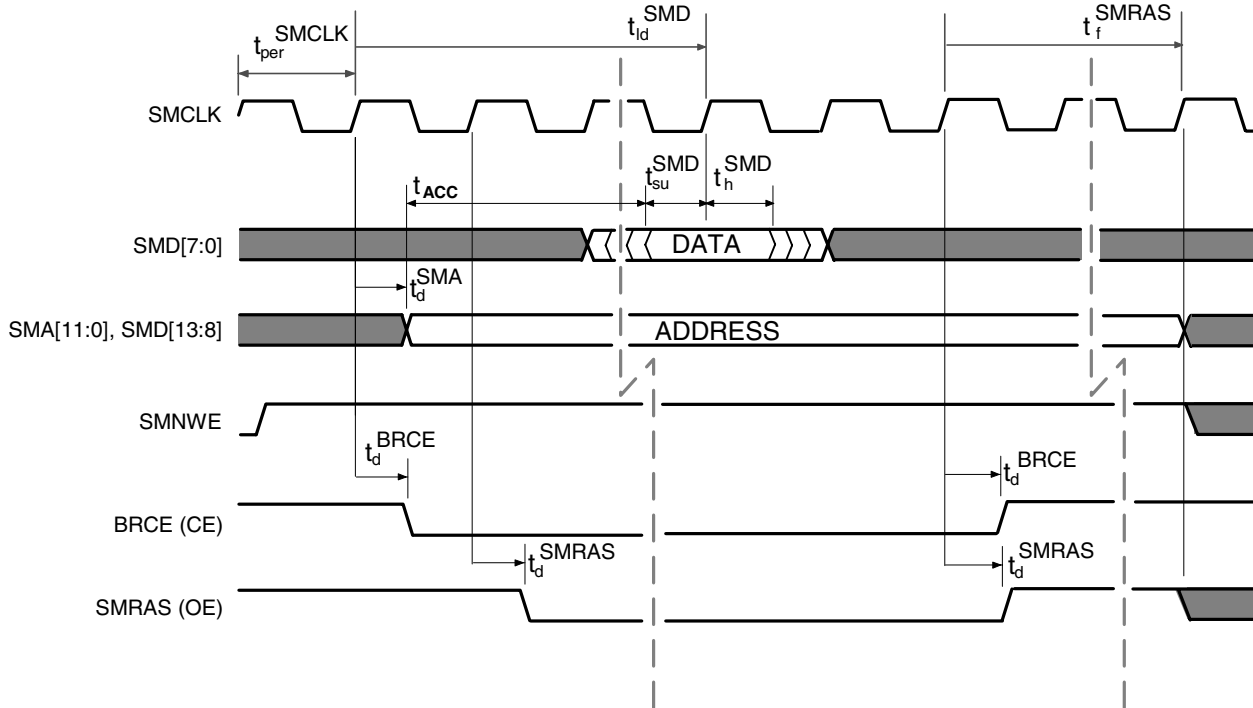 t_per^SMCLK
t_ld^SMD
t_f^SMRAS
SMCLK
t_ACC
t_su^SMD
t_h^SMD
SMD[7:0]
DATA
t_d^SMA
SMA[11:0], SMD[13:8]
ADDRESS
SMNWE
t_d^BRCE
t_d^BRCE
BRCE (CE)
t_d^SMRAS
t_d^SMRAS
SMRAS (OE)